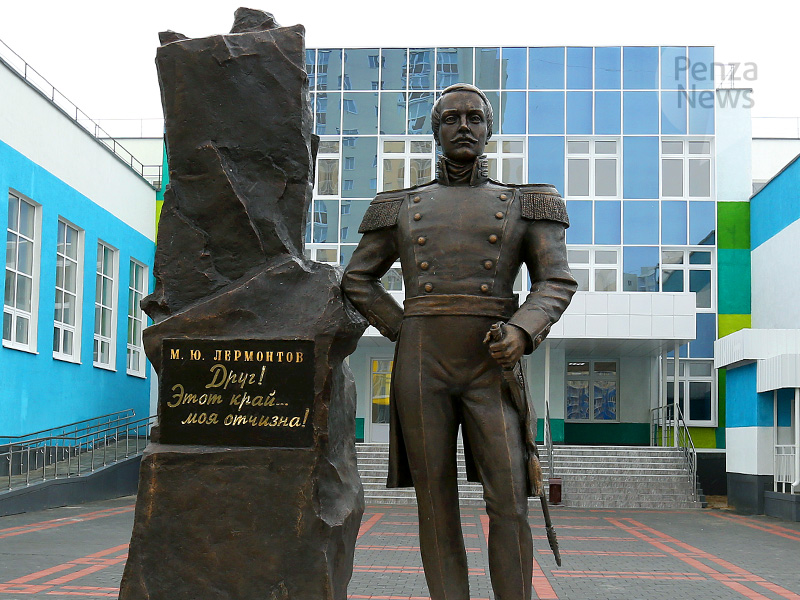 Penza
News
М. Ю. ЛЕРМОНТОВ
Друг!
Этот край...
моя отчизна!